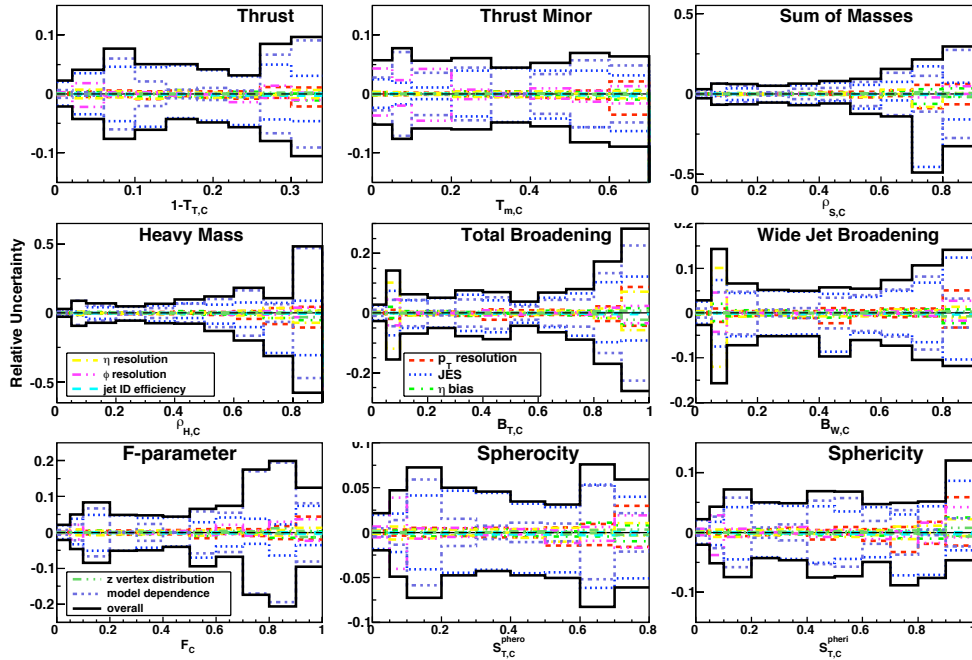 Thrust
0.1
0
-0.1
0 0.1 0.2 0.3
1-T_{T,C}
Thrust Minor
0.1
0
-0.1
0 0.2 0.4 0.6
T_{m,C}
Sum of Masses
0.5
0
-0.5
0 0.2 0.4 0.6 0.8 1
ρ_{S,C}
Relative Uncertainty
Heavy Mass
0.5
0
-0.5
η resolution
φ resolution
jet ID efficiency
0 0.2 0.4 0.6 0.8
ρ_{H,C}
Total Broadening
0.2
0
-0.2
p_T resolution
JES
η bias
0 0.2 0.4 0.6 0.8 1
B_{T,C}
Wide Jet Broadening
0.2
0.1
0
-0.1
-0.2
0 0.2 0.4 0.6 0.8
B_{W,C}
F-parameter
0.2
0.1
0
-0.1
-0.2
z vertex distribution
model dependence
overall
0 0.2 0.4 0.6 0.8 1
F_C
Spherocity
0.1
0.05
0
-0.05
-0.1
0 0.2 0.4 0.6 0.8
S_{T,C}^{phero}
Sphericity
0.1
0
-0.1
0 0.2 0.4 0.6 0.8
S_{T,C}^{pheri}